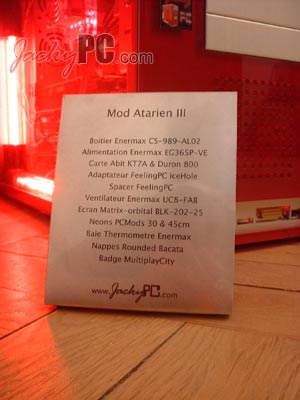 JackyPC.com
Mod Atarien III
Boitier Enermax CS-989-AL02
Alimentation Enermax EG365P-VE
Carte Abit KT7A & Duron 800
Adaptateur FeelingPC IceHole
Spacer FeelingPC
Ventilateur Enermax UC8-FAB
Ecran Matrix-orbital BLK-202-25
Neons PCMods 30 & 45cm
Baie Thermometre Enermax
Nappes Rounded Bacata
Badge MultiplayCity
www.JackyPC.com